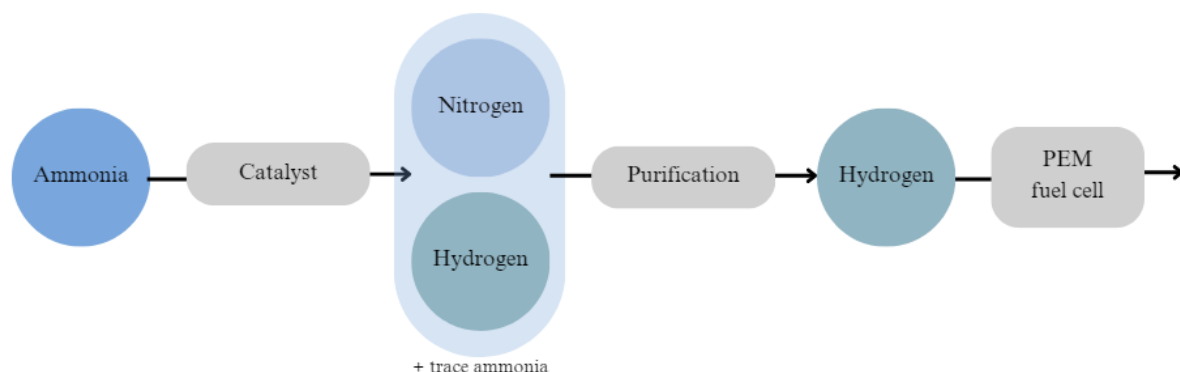 Ammonia
Catalyst
Nitrogen
Hydrogen
+ trace ammonia
Purification
Hydrogen
PEM
fuel cell